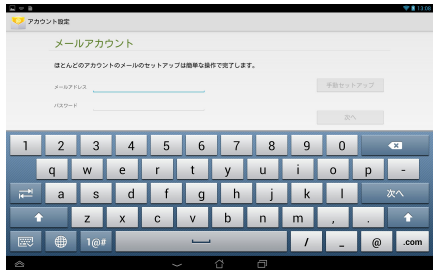 13:08
アカウント設定
メールアカウント
ほとんどのアカウントのメールのセットアップは簡単な操作で完了します。
メールアドレス
手動セットアップ
パスワード
次へ
1 2 3 4 5 6 7 8 9 0
q w e r t y u i o p -
a s d f g h j k l 次へ
z x c v b n m , .
1@# / _ @ .com